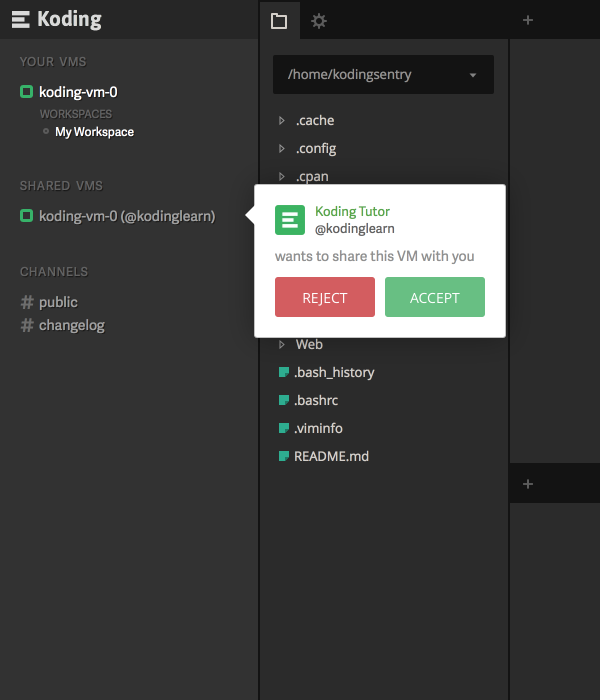 Koding
YOUR VMS
koding-vm-0
WORKSPACES
My Workspace
SHARED VMS
koding-vm-0 (@kodinglearn)
CHANNELS
# public
# changelog
/home/kodingsentry
.cache
.config
.cpan
Koding Tutor
@kodinglearn
wants to share this VM with you
REJECT
ACCEPT
Web
.bash_history
.bashrc
.viminfo
README.md
+
+